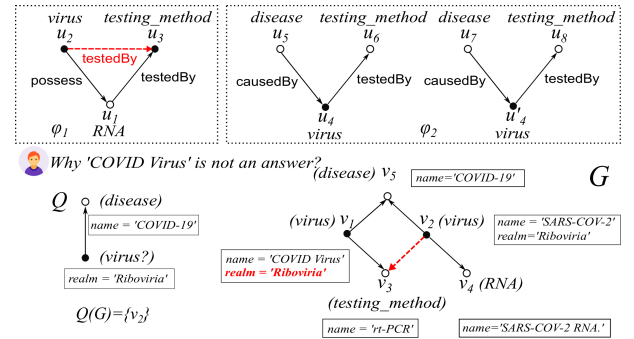 virus
testing_method
u2
u3
testedBy
possess
testedBy
u1
φ1
RNA
disease
testing_method
disease
testing_method
u5
u6
u7
u8
causedBy
testedBy
causedBy
testedBy
u4
u'4
virus
φ2
virus
Why 'COVID Virus' is not an answer?
(disease) v5
name='COVID-19'
G
Q
(disease)
name = 'COVID-19'
(virus?)
realm = 'Riboviria'
Q(G)={v2}
(virus) v1
v2 (virus)
name = 'SARS-COV-2'
realm='Riboviria'
name = 'COVID Virus'
realm = 'Riboviria'
v3
v4 (RNA)
(testing_method)
name = 'rt-PCR'
name='SARS-COV-2 RNA.'